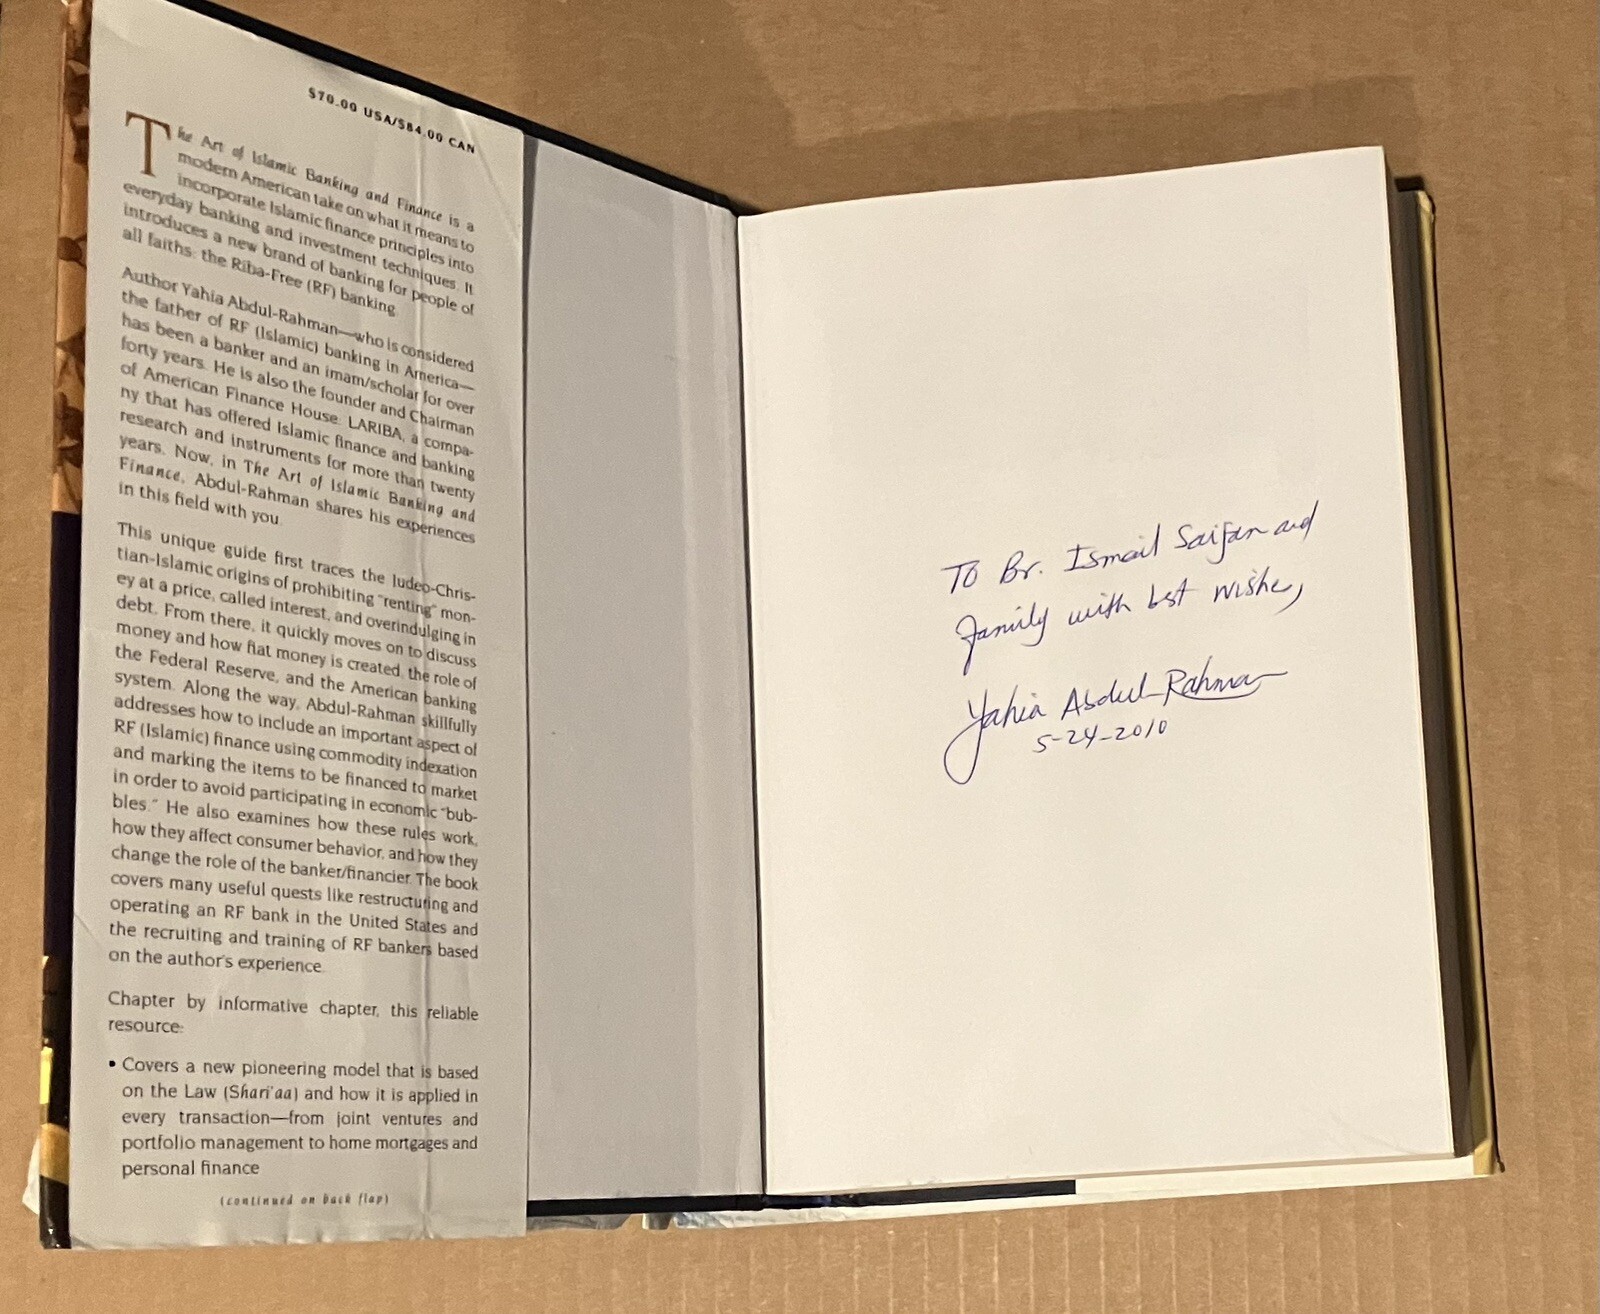 $70.00 USA/$84.00 CAN
The Art of Islamic Banking and Finance is a
modern American take on what it means to
incorporate Islamic finance principles into
everyday banking and investment techniques. It
introduces a new brand of banking for people of
all faiths: the Riba-Free (RF) banking.
Author Yahia Abdul-Rahman—who is considered
the father of RF (Islamic) banking in America—
has been a banker and an imam/scholar for over
forty years. He is also the founder and Chairman
of American Finance House: LARIBA, a compa-
ny that has offered Islamic finance and banking
research and instruments for more than twenty
years. Now, in The Art of Islamic Banking and
Finance, Abdul-Rahman shares his experiences
in this field with you.
This unique guide first traces the Judeo-Chris-
tian-Islamic origins of prohibiting "renting" mon-
ey at a price, called interest, and overindulging in
debt. From there, it quickly moves on to discuss
money and how fiat money is created, the role of
the Federal Reserve, and the American banking
system. Along the way, Abdul-Rahman skillfully
addresses how to include an important aspect of
RF (Islamic) finance using commodity indexation
and marking the items to be financed to market
in order to avoid participating in economic "bub-
bles." He also examines how these rules work,
how they affect consumer behavior, and how they
change the role of the banker/financier. The book
covers many useful quests like restructuring and
operating an RF bank in the United States and
the recruiting and training of RF bankers based
on the author's experience.
Chapter by informative chapter, this reliable
resource:
• Covers a new pioneering model that is based
on the Law (Shari'aa) and how it is applied in
every transaction—from joint ventures and
portfolio management to home mortgages and
personal finance
(continued on back flap)
To Br. Ismail Saifan and
Family with best wishes,
Yahia Abdul-Rahman
5-24-2010